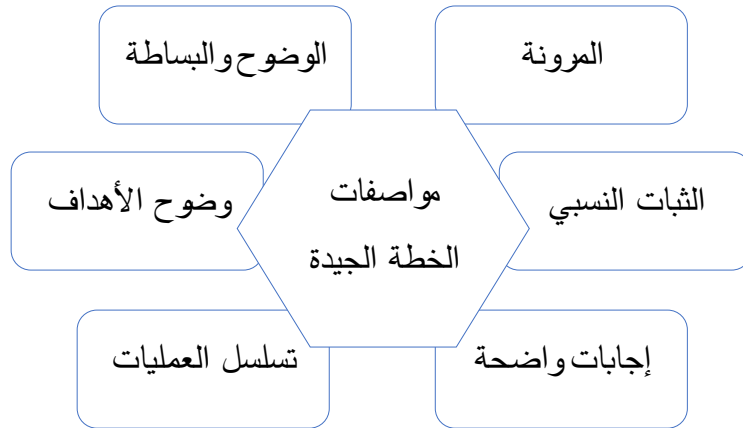 المرونة
الوضوح والبساطة
مواصفات
الخطة الجيدة
الثبات النسبي
وضوح الأهداف
إجابات واضحة
تسلسل العمليات